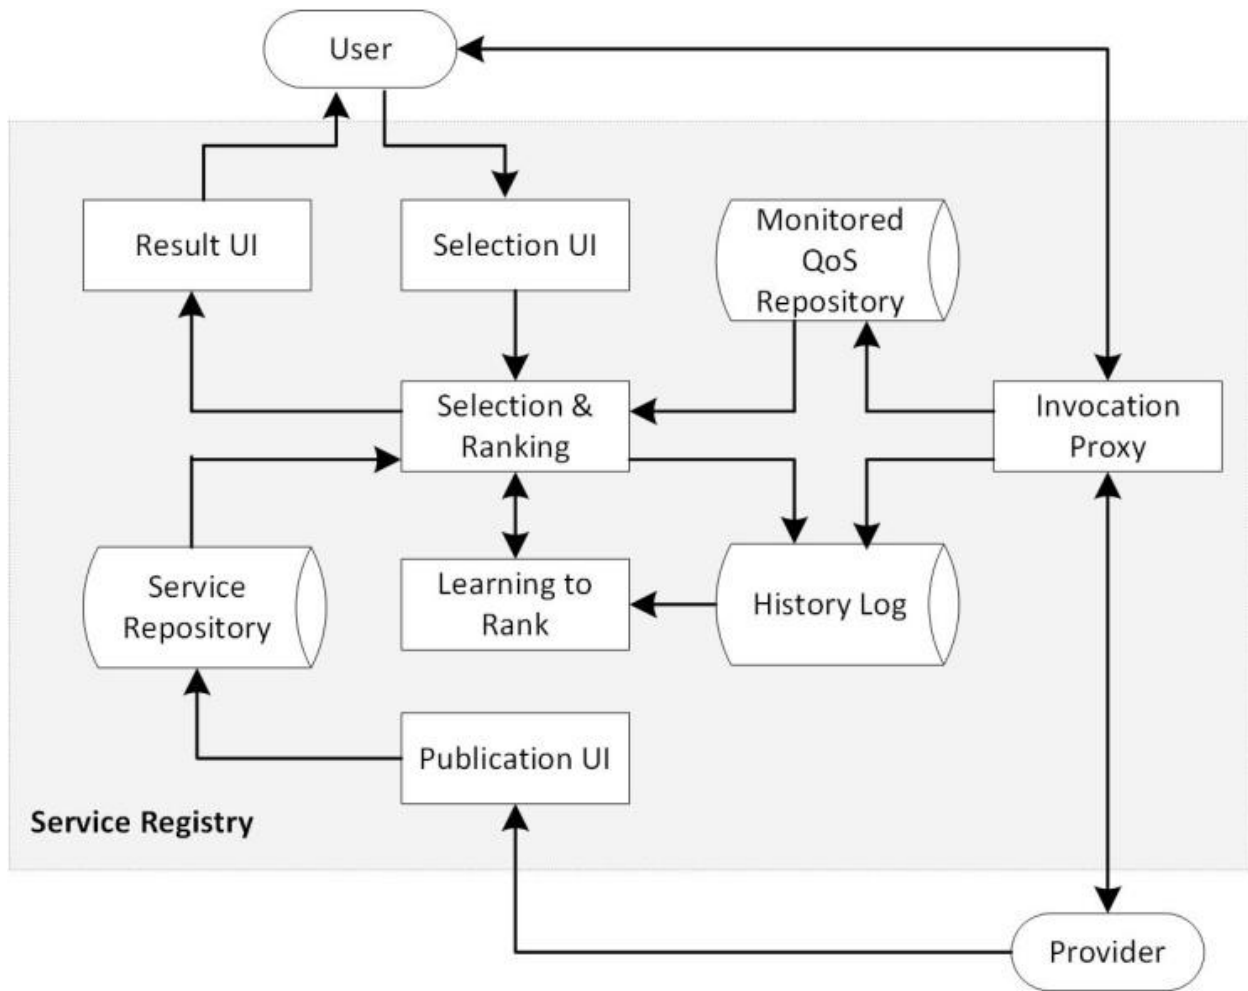 User
Result UI
Selection UI
Monitored
QoS
Repository
Selection &
Ranking
Invocation
Proxy
Service
Repository
Learning to
Rank
History Log
Publication UI
Service Registry
Provider